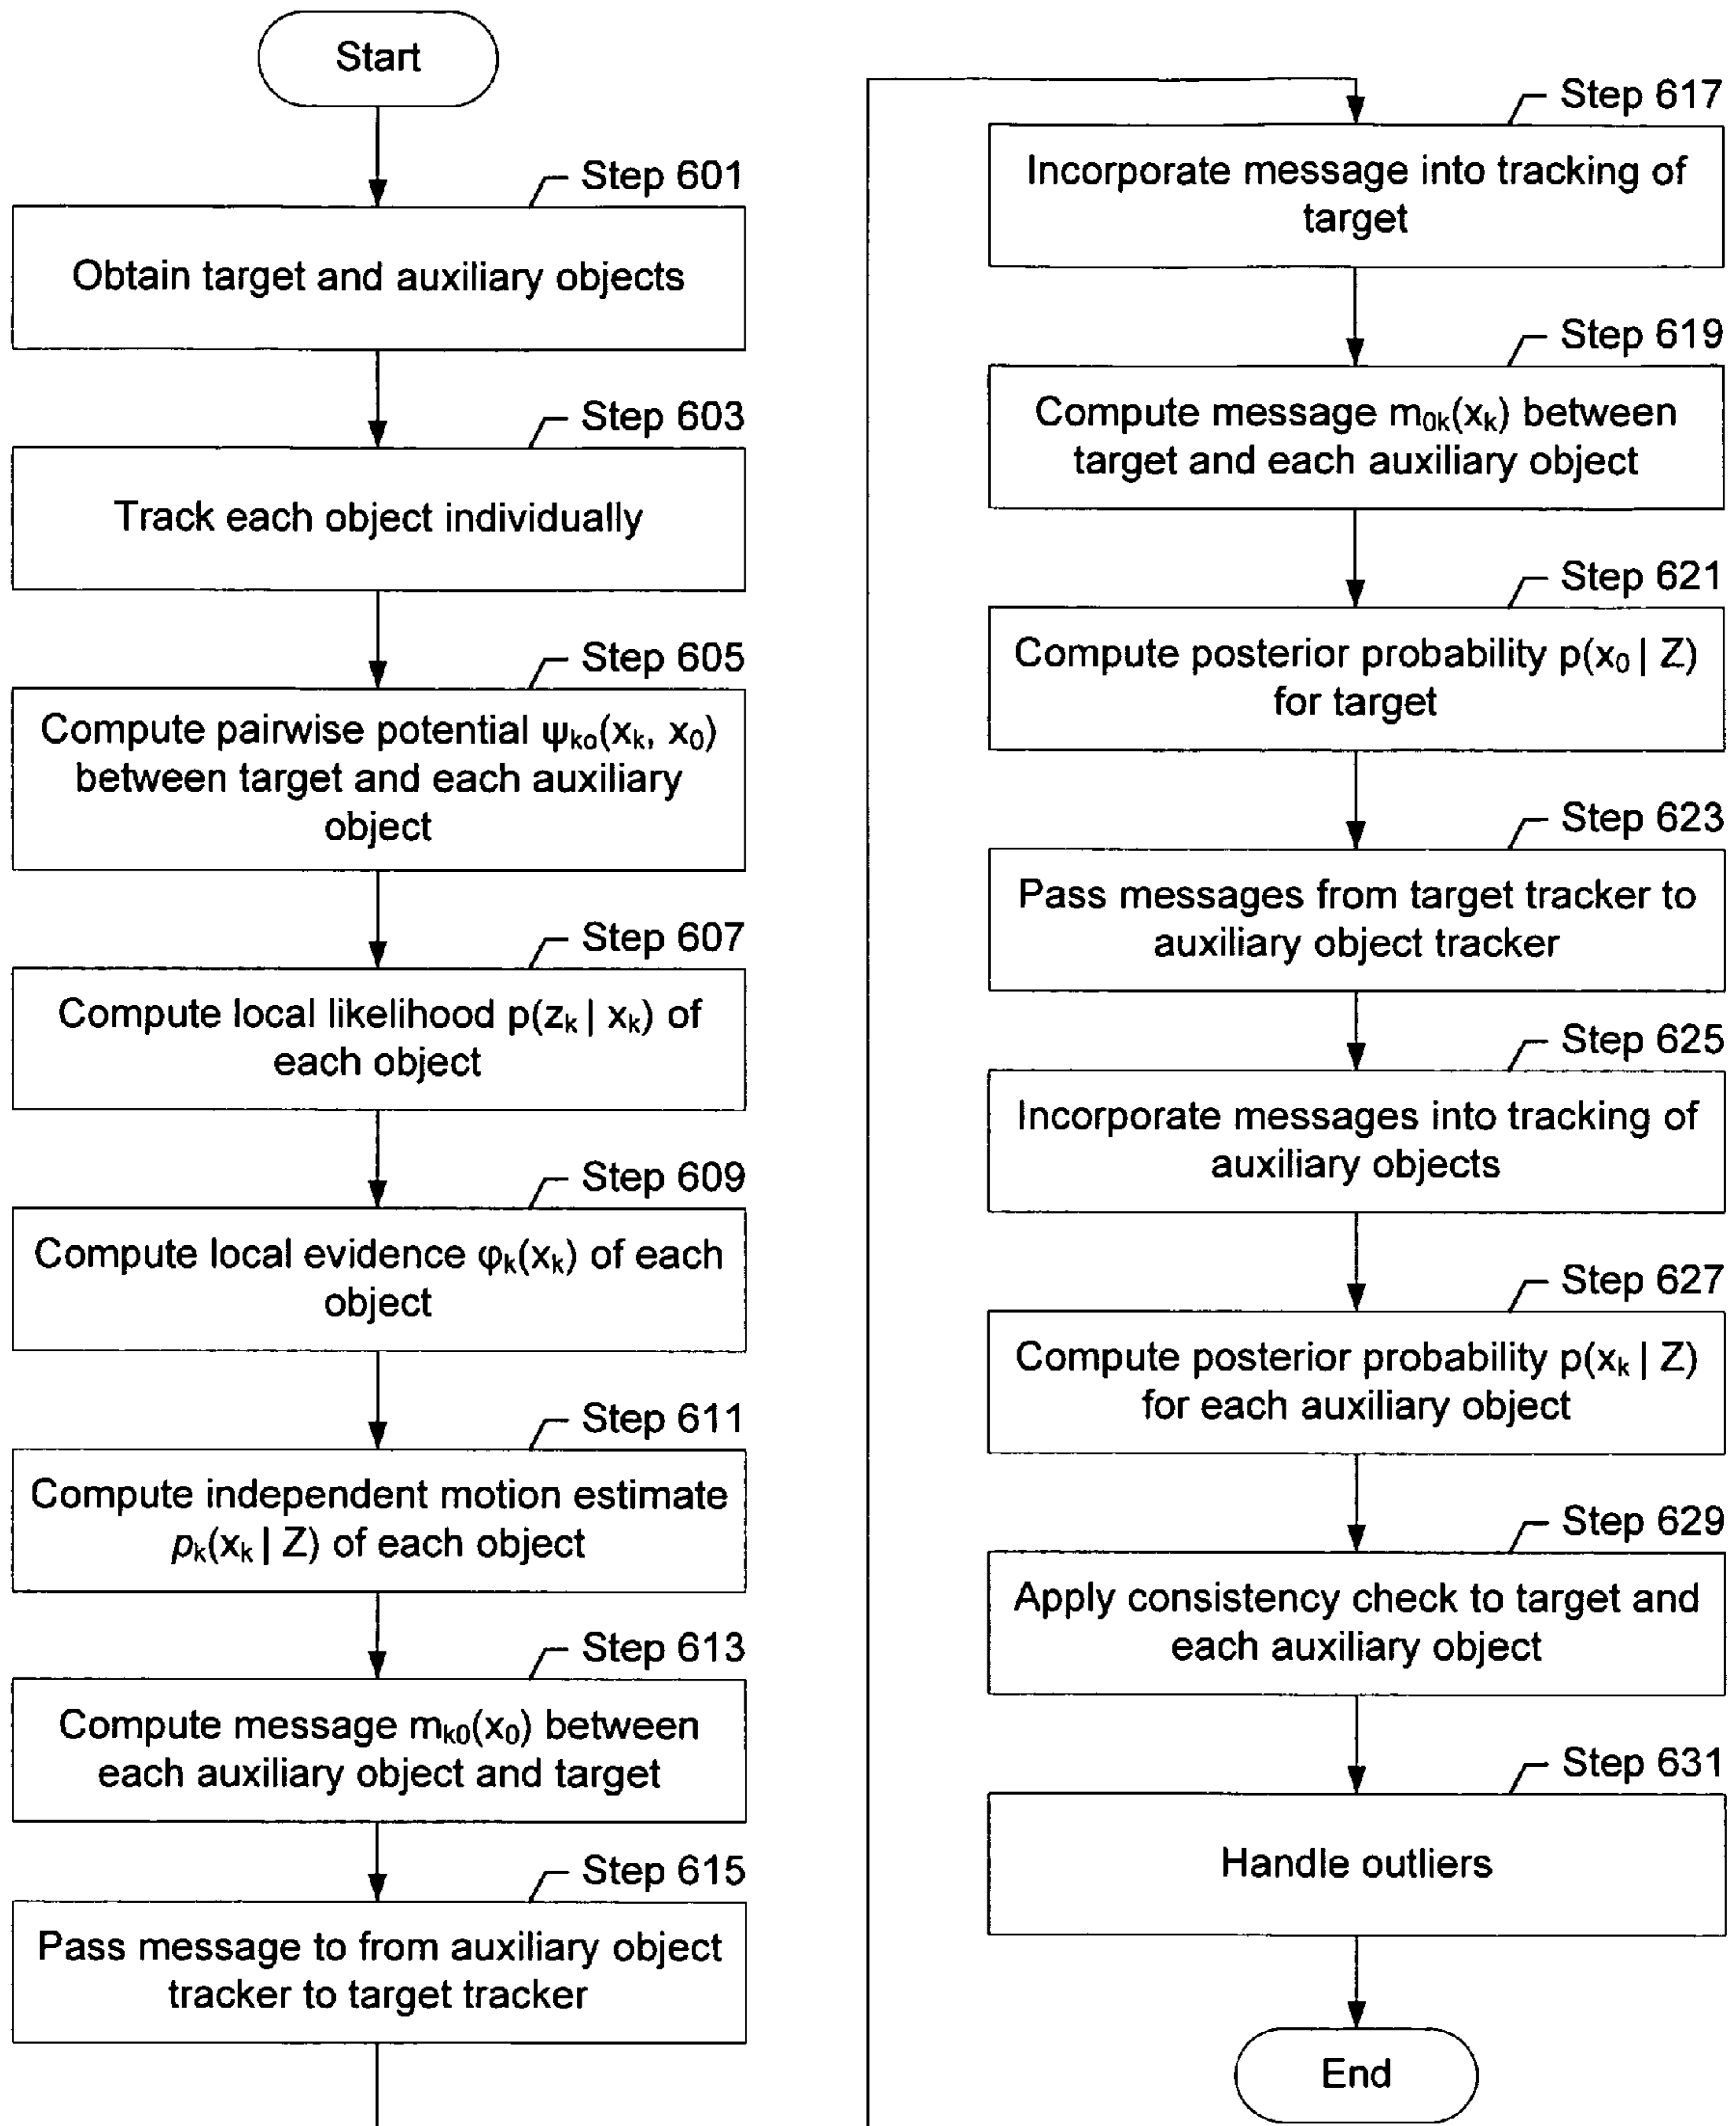 Start
Step 601
Obtain target and auxiliary objects
Step 603
Track each object individually
Step 605
Compute pairwise potential ψko(xk, x0)
between target and each auxiliary
object
Step 607
Compute local likelihood p(zk | xk) of
each object
Step 609
Compute local evidence φk(xk) of each
object
Step 611
Compute independent motion estimate
pk(xk | Z) of each object
Step 613
Compute message mk0(x0) between
each auxiliary object and target
Step 615
Pass message to from auxiliary object
tracker to target tracker
Step 617
Incorporate message into tracking of
target
Step 619
Compute message m0k(xk) between
target and each auxiliary object
Step 621
Compute posterior probability p(x0 | Z)
for target
Step 623
Pass messages from target tracker to
auxiliary object tracker
Step 625
Incorporate messages into tracking of
auxiliary objects
Step 627
Compute posterior probability p(xk | Z)
for each auxiliary object
Step 629
Apply consistency check to target and
each auxiliary object
Step 631
Handle outliers
End